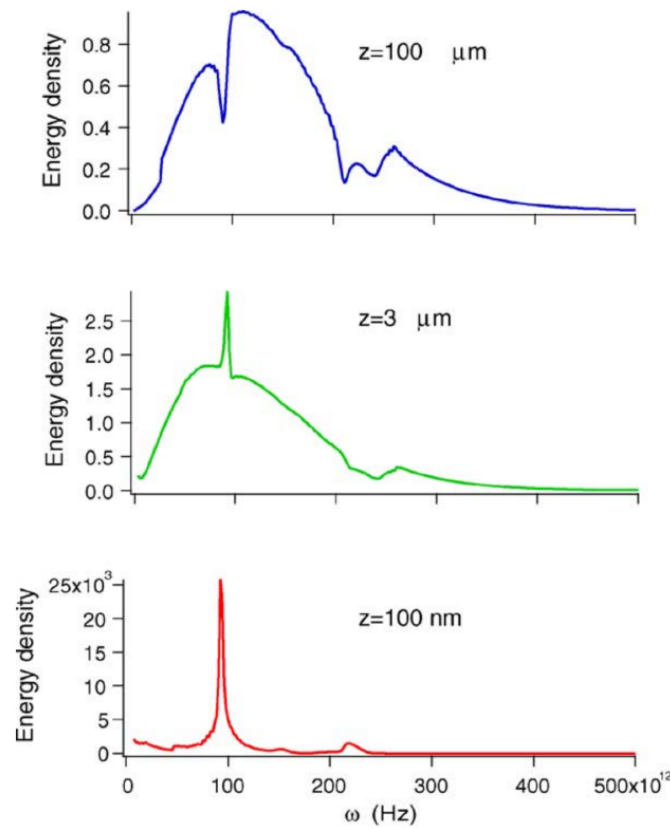 Energy density
0.8
0.6
0.4
0.2
0.0
z=100 μm
Energy density
2.5
2.0
1.5
1.0
0.5
0.0
z=3 μm
Energy density
25x10³
20
15
10
5
0
z=100 nm
0 100 200 300 400 500x10¹²
ω (Hz)